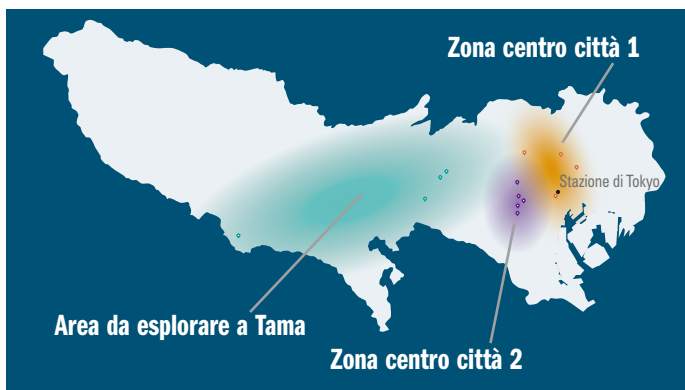 Zona centro città 1
Stazione di Tokyo
Area da esplorare a Tama
Zona centro città 2